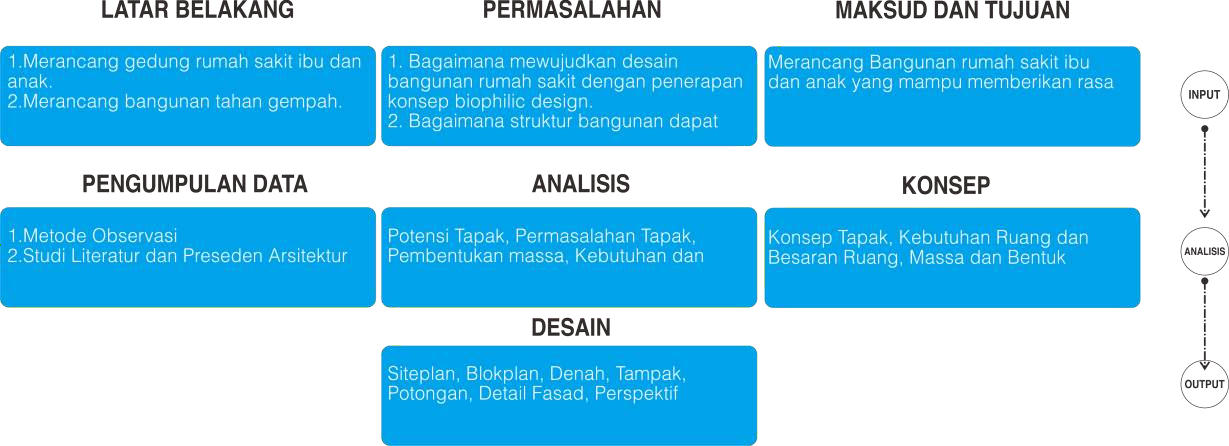 LATAR BELAKANG
1.Merancang gedung rumah sakit ibu dan
anak.
2.Merancang bangunan tahan gempah.
PERMASALAHAN
1. Bagaimana mewujudkan desain
bangunan rumah sakit dengan penerapan
konsep biophilic design.
2. Bagaimana struktur bangunan dapat
MAKSUD DAN TUJUAN
Merancang Bangunan rumah sakit ibu
dan anak yang mampu memberikan rasa
INPUT
PENGUMPULAN DATA
1.Metode Observasi
2.Studi Literatur dan Preseden Arsitektur
ANALISIS
Potensi Tapak, Permasalahan Tapak,
Pembentukan massa, Kebutuhan dan
KONSEP
Konsep Tapak, Kebutuhan Ruang dan
Besaran Ruang, Massa dan Bentuk
ANALISIS
DESAIN
Siteplan, Blokplan, Denah, Tampak,
Potongan, Detail Fasad, Perspektif
OUTPUT